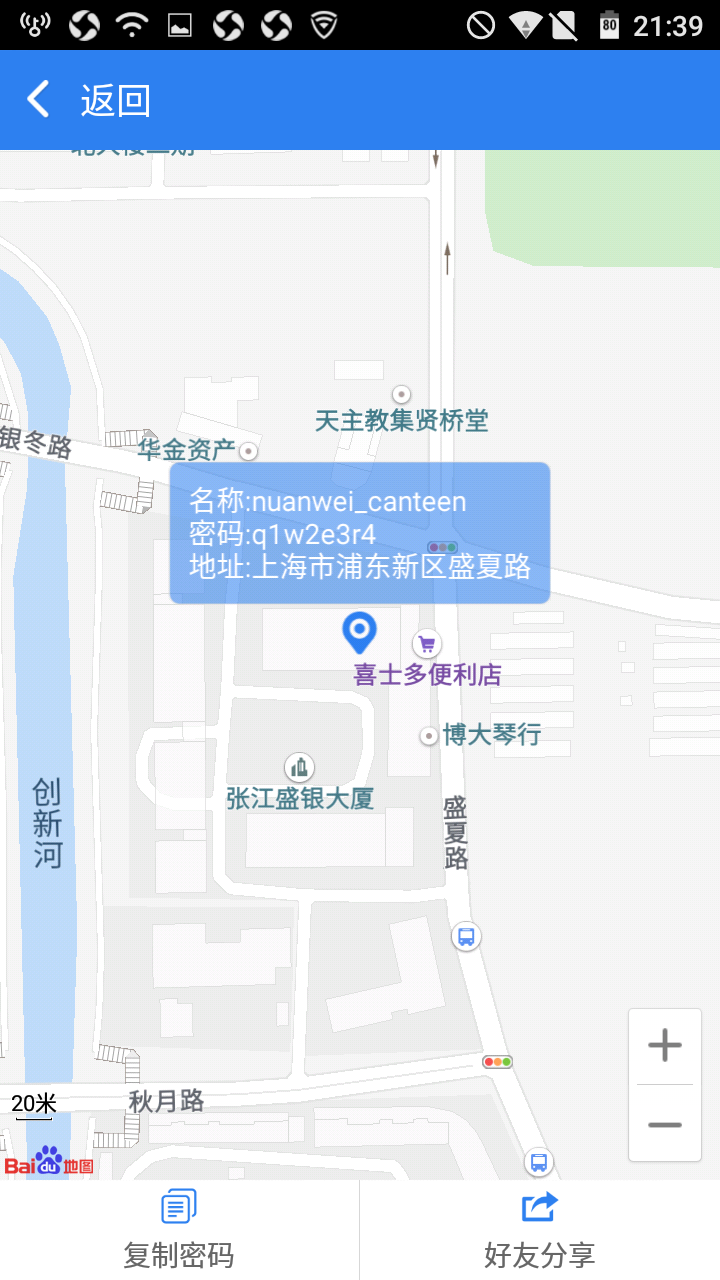 21:39
80
返回
天主教集贤桥堂
银冬路
华金资产
名称:nuanwei_canteen
密码:q1w2e3r4
地址:上海市浦东新区盛夏路
喜士多便利店
博大琴行
张江盛银大厦
创新河
盛夏路
秋月路
20米
Baidu地图
复制密码
好友分享